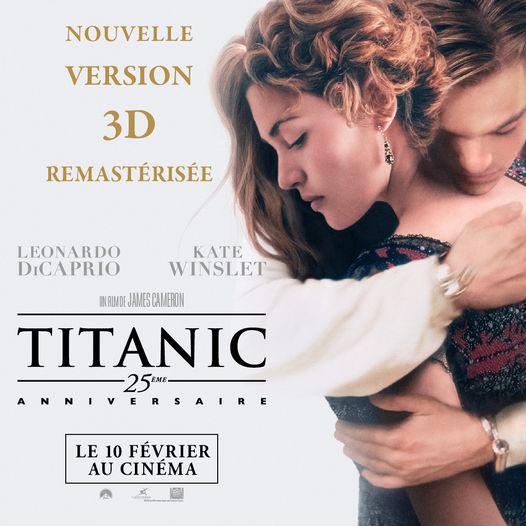 NOUVELLE
VERSION
3D
REMASTÉRISÉE
LEONARDO
DiCAPRIO
KATE
WINSLET
UN FILM DE JAMES CAMERON
TITANIC
25ÈME
ANNIVERSAIRE
LE 10 FÉVRIER
AU CINÉMA